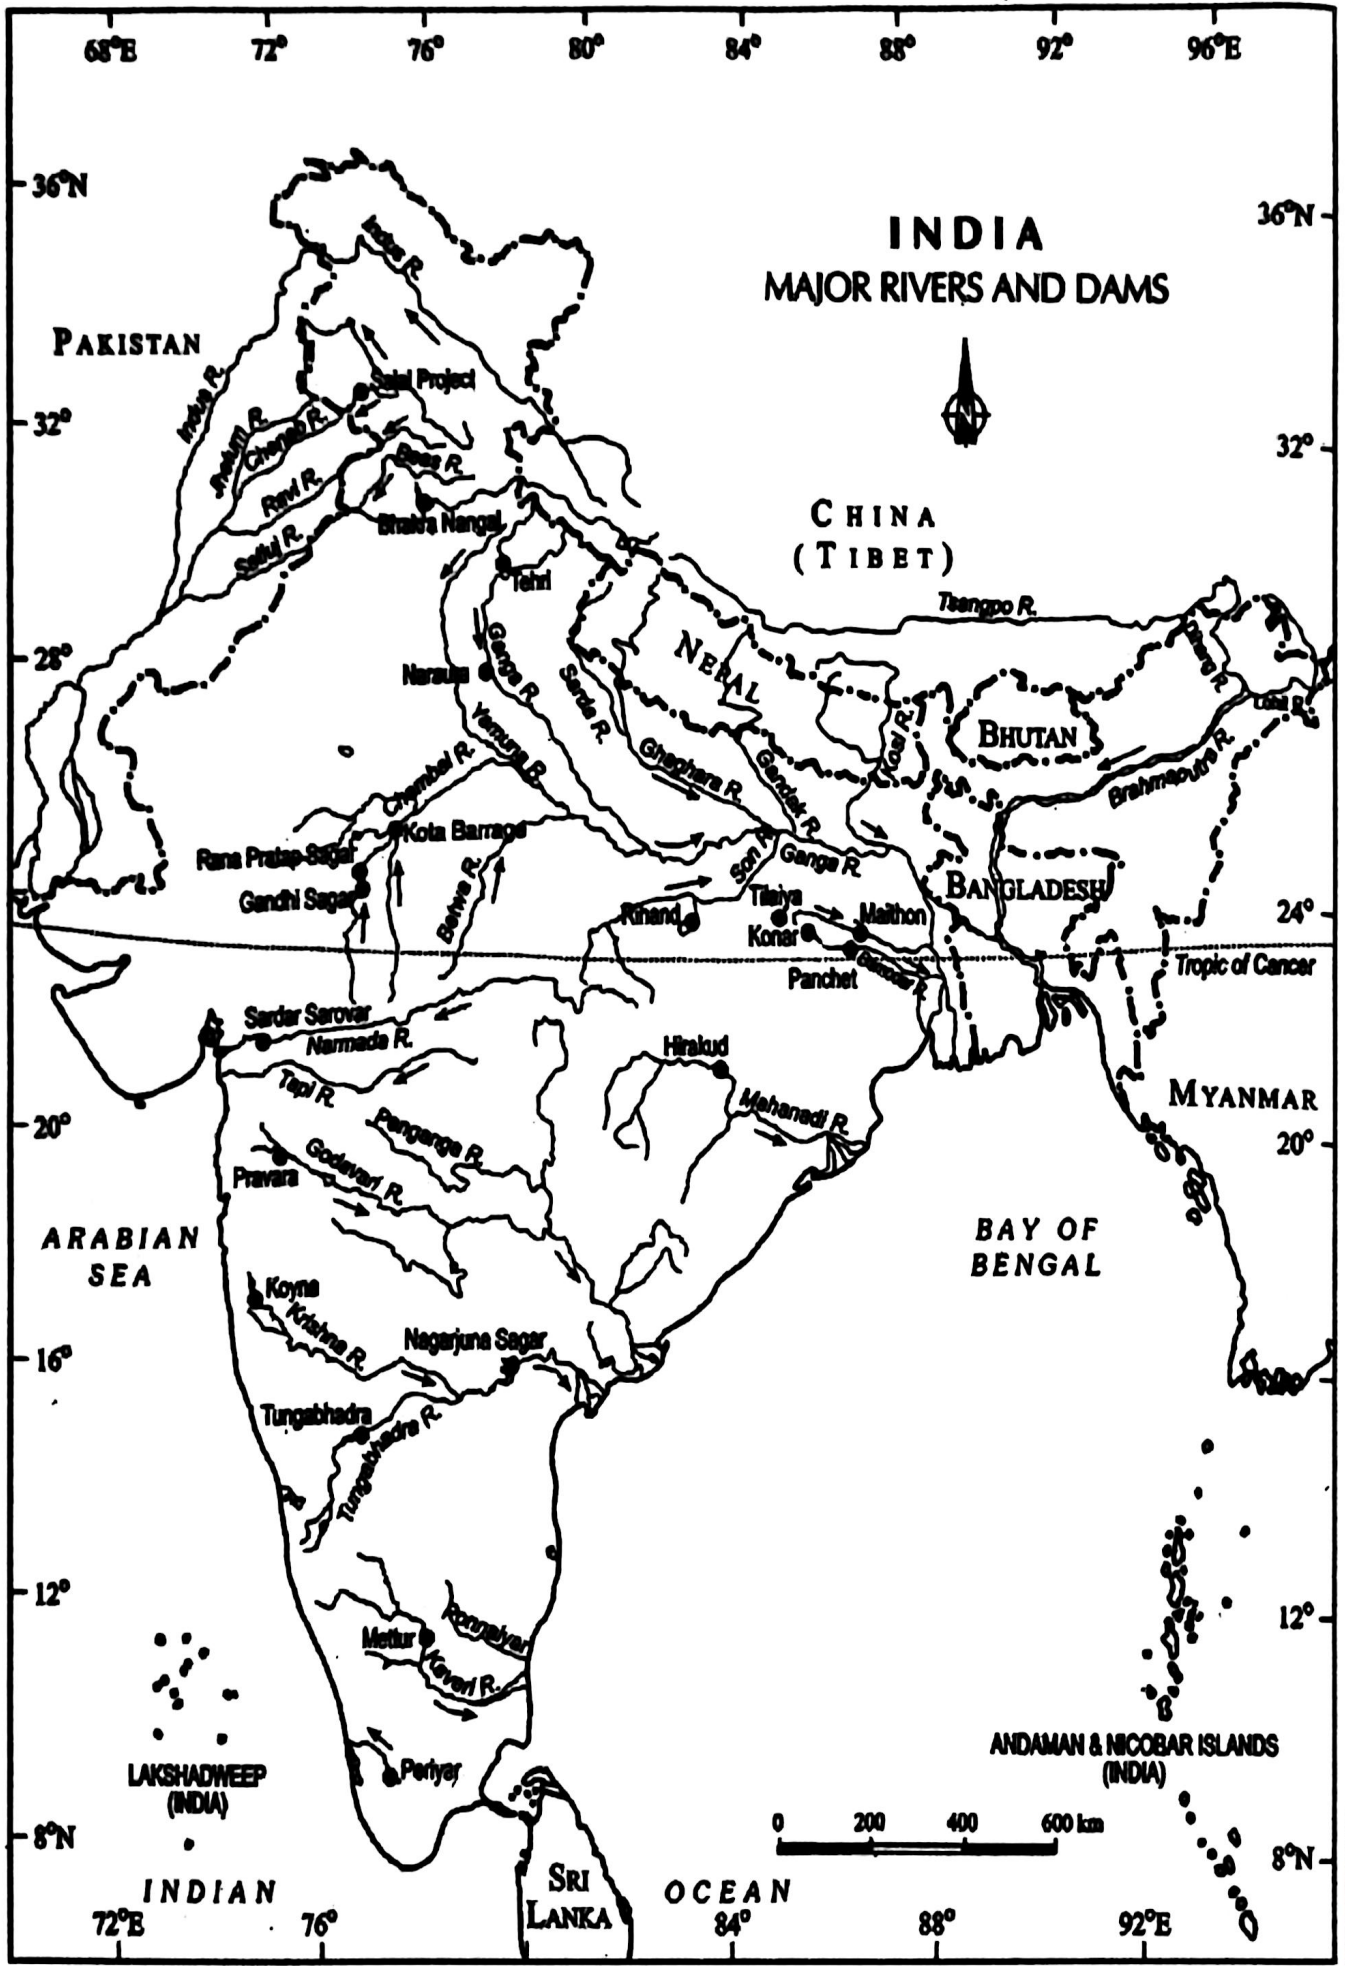 68°E 72° 76° 80° 84° 88° 92° 96°E
36°N
36°N
INDIA
MAJOR RIVERS AND DAMS
Indus R.
PAKISTAN
Salal Project
Indus R.
32°
32°
Jhelum R.
Chenab R.
Beas R.
Ravi R.
Bhakra Nangal
Satluj R.
CHINA
(TIBET)
Tehri
Tsangpo R.
28°
Naraura
Ganga R.
Sarda R.
NEPAL
Dihang R.
Lohit R.
Yamuna R.
Kosi R.
BHUTAN
Chambal R.
Ghaghara R.
Gandak R.
Brahmaputra R.
Kota Barrage
Rana Pratap Sagar
Son R.
Ganga R.
Gandhi Sagar
Betwa R.
BANGLADESH
Tilaiya
Rihand
Maithon
24°
Konar
Tropic of Cancer
Panchet
Damodar R.
Sardar Sarovar
Narmada R.
Hirakud
Tapi R.
MYANMAR
Mahanadi R.
20°
20°
Penganga R.
Godavari R.
Pravara
ARABIAN
SEA
BAY OF
BENGAL
Koyna
Krishna R.
Nagarjuna Sagar
16°
Tungabhadra
Tungabhadra R.
12°
12°
Ponnaiyar
Mettur
Kaveri R.
Periyar
LAKSHADWEEP
(INDIA)
ANDAMAN & NICOBAR ISLANDS
(INDIA)
0 200 400 600 km
8°N
8°N
SRI
LANKA
INDIAN
OCEAN
72°E 76° 84° 88° 92°E